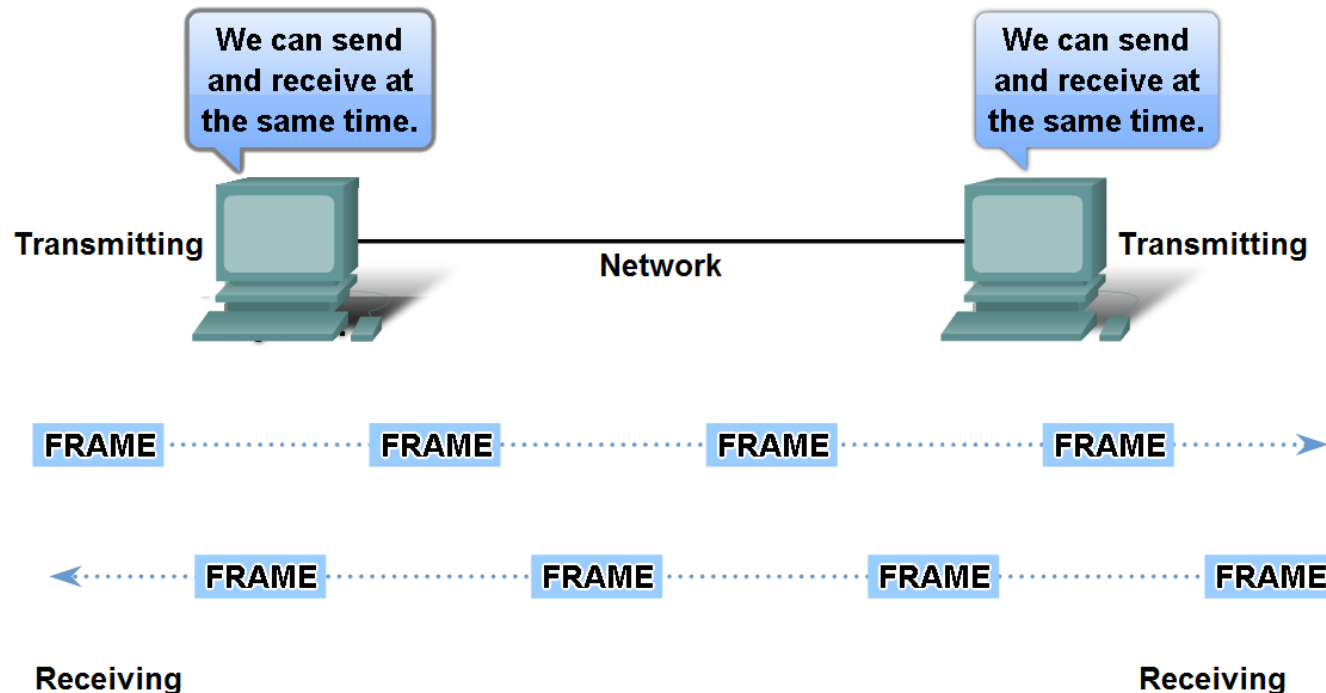 We can send
and receive at
the same time.
We can send
and receive at
the same time.
Transmitting
Network
Transmitting
FRAME FRAME FRAME FRAME
FRAME FRAME FRAME FRAME
Receiving
Receiving